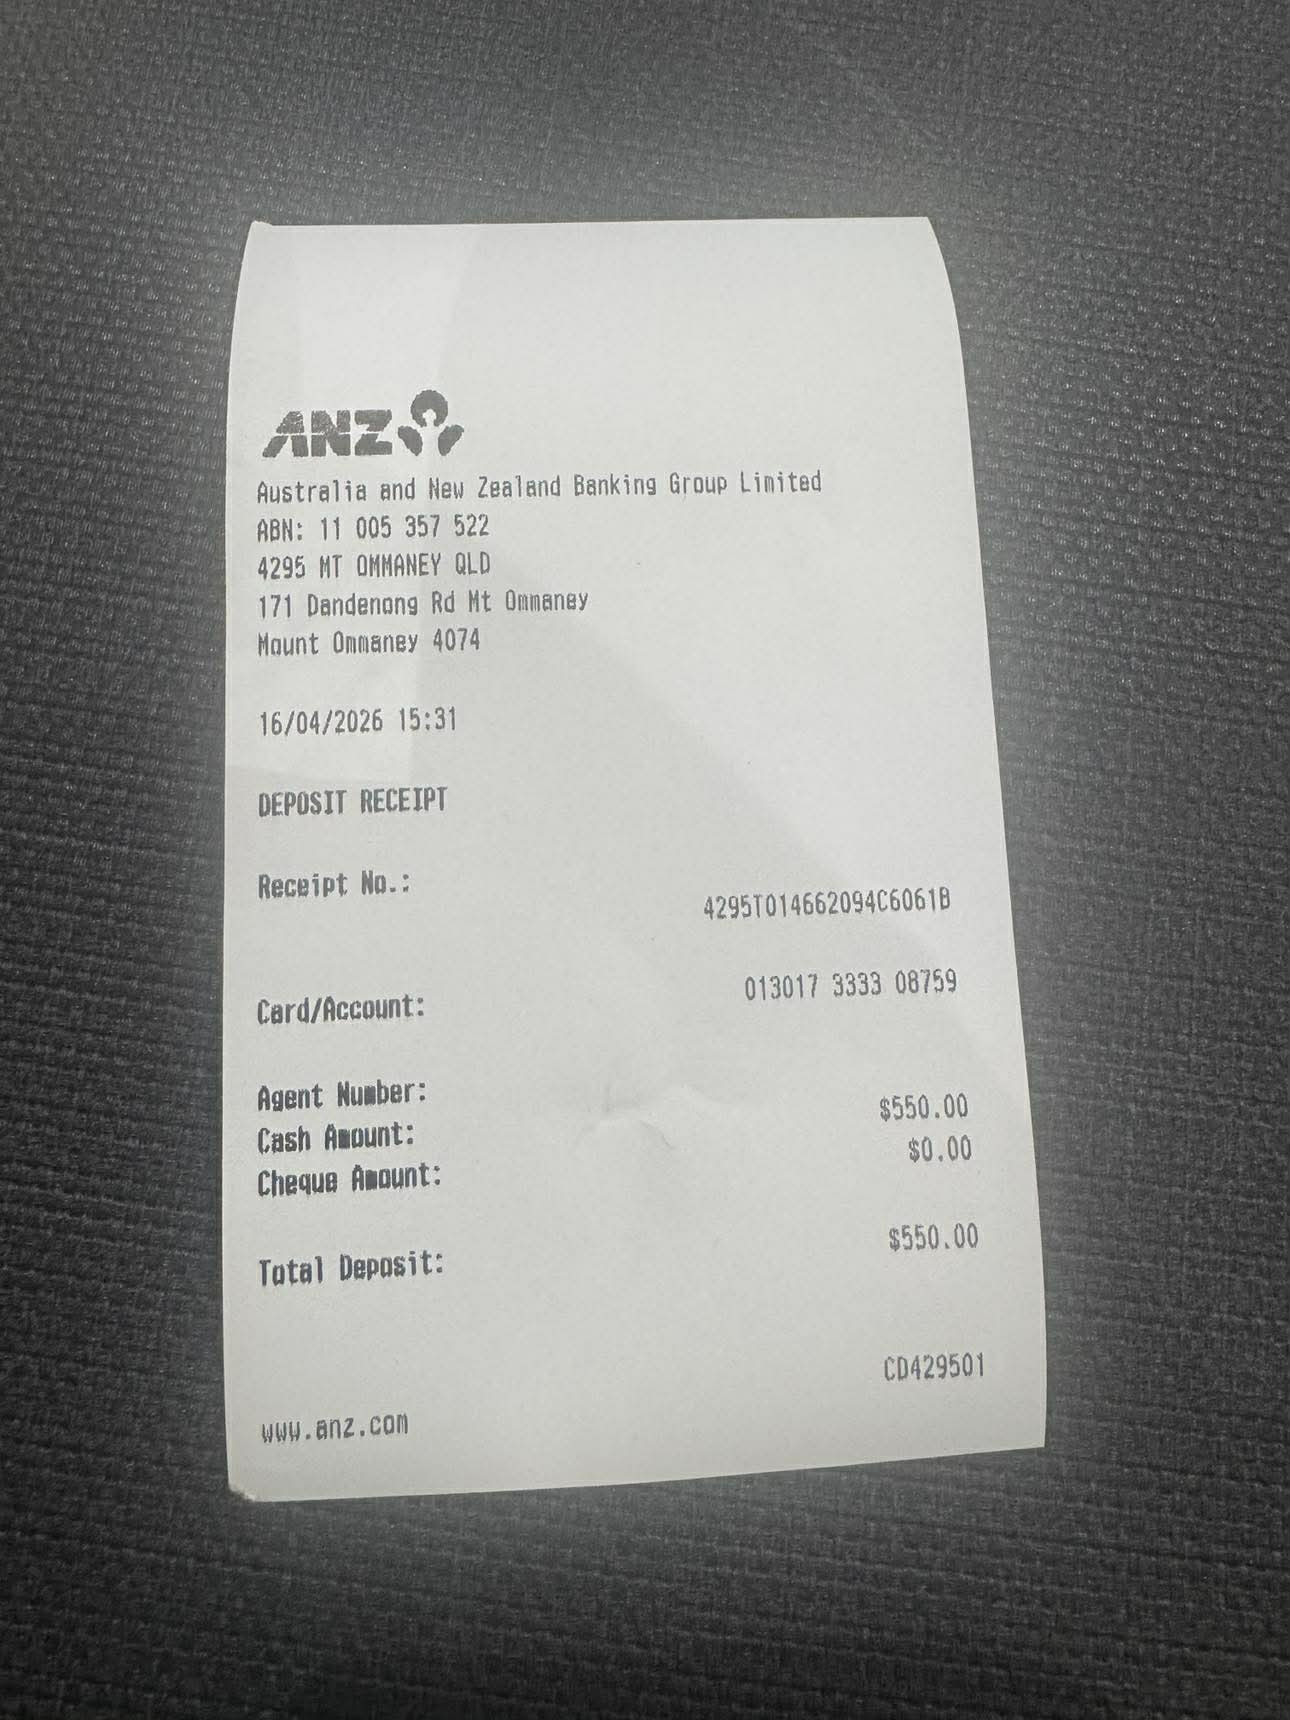 ANZ
Australia and New Zealand Banking Group Limited
ABN: 11 005 357 522
4295 MT OMMANEY QLD
171 Dandenong Rd Mt Ommaney
Mount Ommaney 4074
16/04/2026 15:31
DEPOSIT RECEIPT
Receipt No.:
4295T014662094C6061B
Card/Account: 013017 3333 08759
Agent Number:
Cash Amount: $550.00
Cheque Amount: $0.00
Total Deposit: $550.00
CD429501
www.anz.com